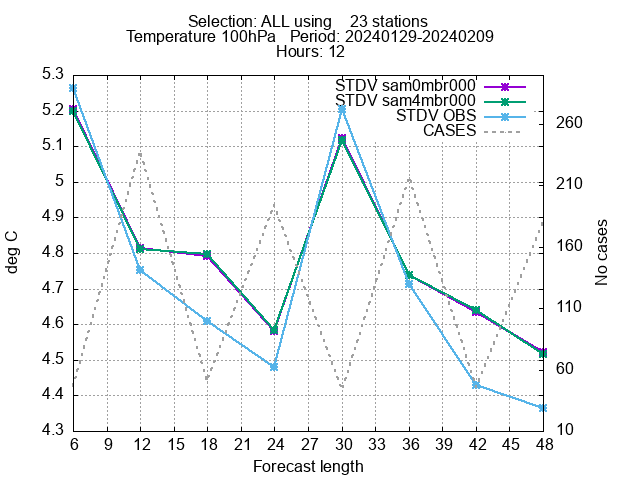 Selection: ALL using    23 stations
Temperature 100hPa   Period: 20240129-20240209
Hours: 12
STDV sam0mbr000
STDV sam4mbr000
STDV OBS
CASES
5.3
5.2
5.1
5
4.9
4.8
4.7
4.6
4.5
4.4
4.3
deg C
260
210
160
110
60
10
No cases
6 9 12 15 18 21 24 27 30 33 36 39 42 45 48
Forecast length